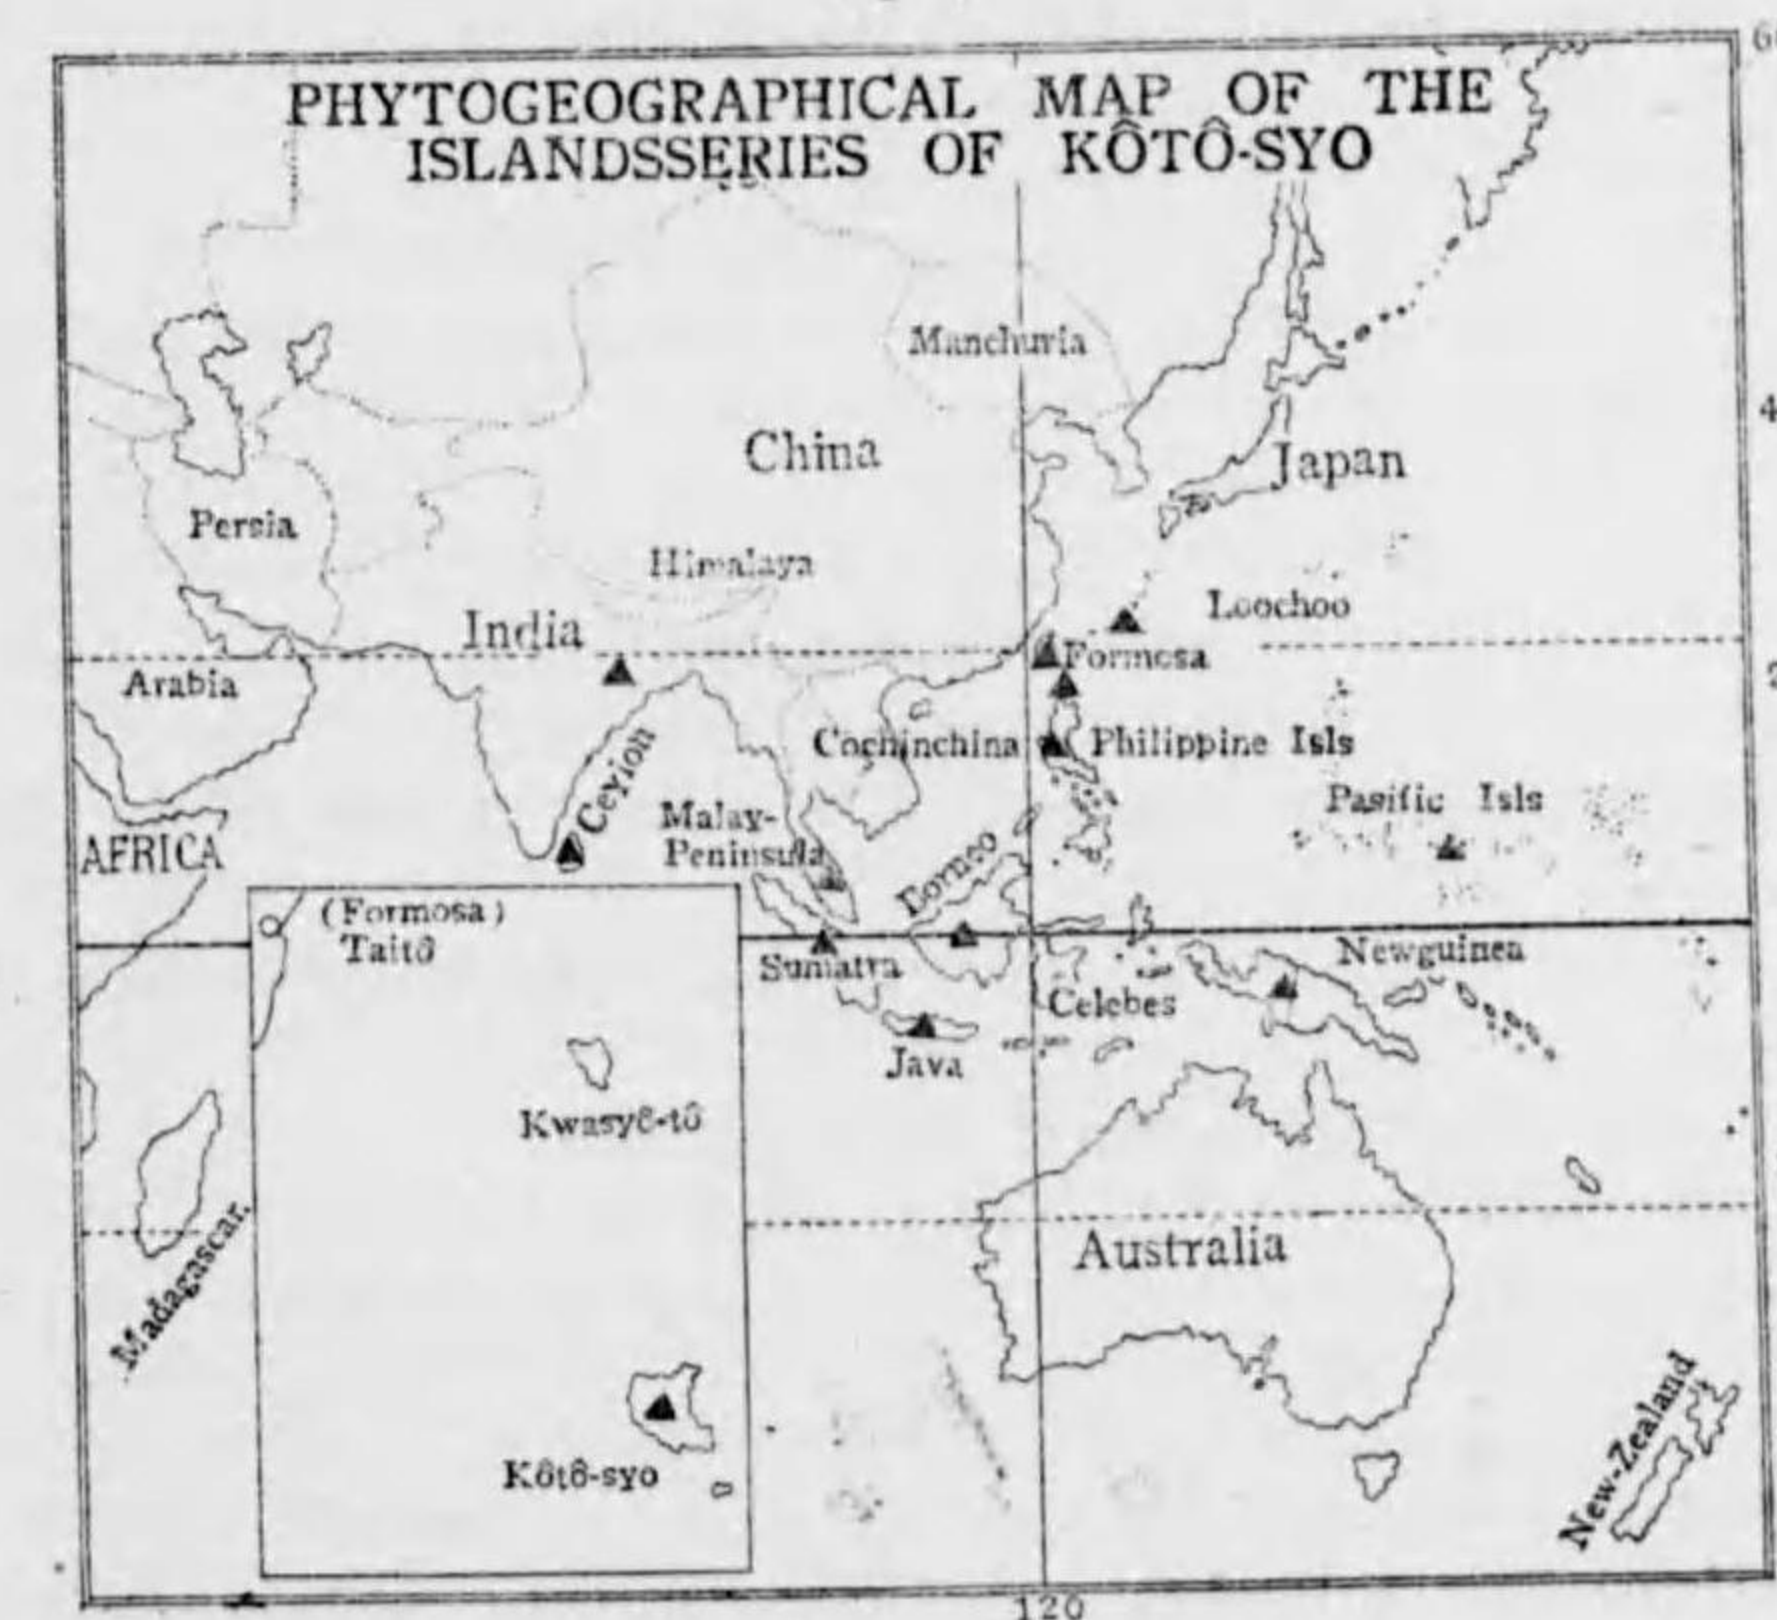 PHYTOGEOGRAPHICAL MAP OF THE
ISLANDSSERIES OF KÔTÔ-SYO
Manchuria
China
Japan
Persia
Himalaya
India
Loochoo
Formosa
Arabia
Cochinchina
Philippine Isls
Ceylon
Malay-
Peninsula
Pasific Isls
AFRICA
Borneo
(Formosa)
Taitô
Sumatra
Newguinea
Celebes
Java
Kwasyô-tô
Madagascar.
Australia
Kôtô-syo
New-Zealand
120